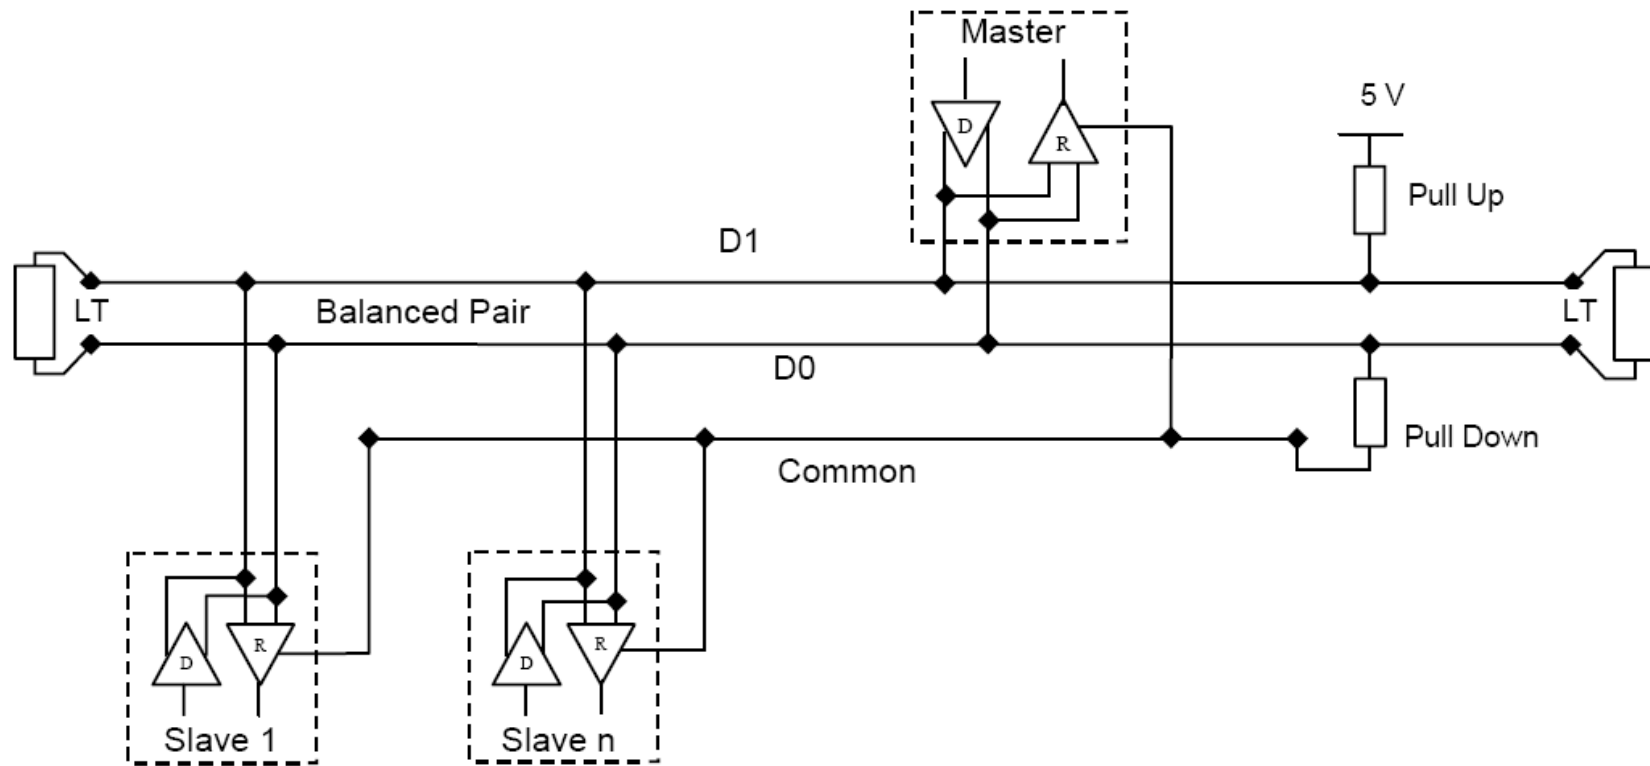 Master
D
R
5 V
Pull Up
D1
LT
Balanced Pair
LT
D0
Pull Down
Common
D
R
D
R
Slave 1
Slave n